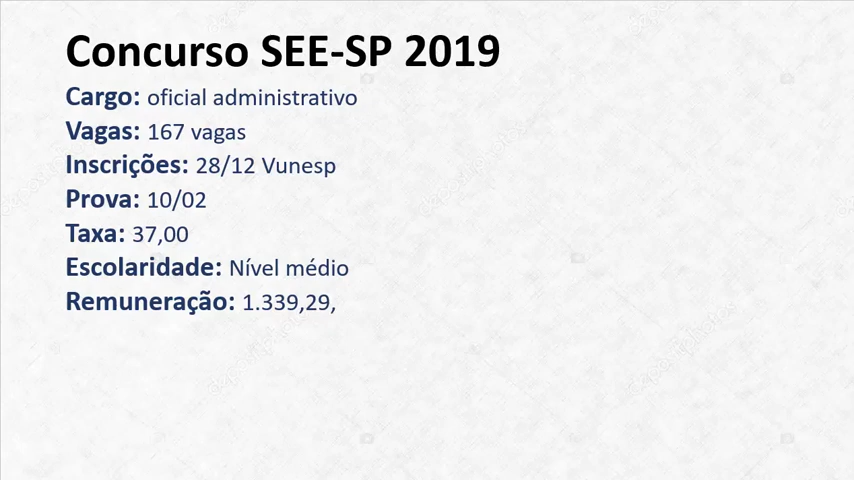 Concurso SEE-SP 2019
Cargo: oficial administrativo
Vagas: 167 vagas
Inscrições: 28/12 Vunesp
Prova: 10/02
Taxa: 37,00
Escolaridade: Nível médio
Remuneração: 1.339,29,